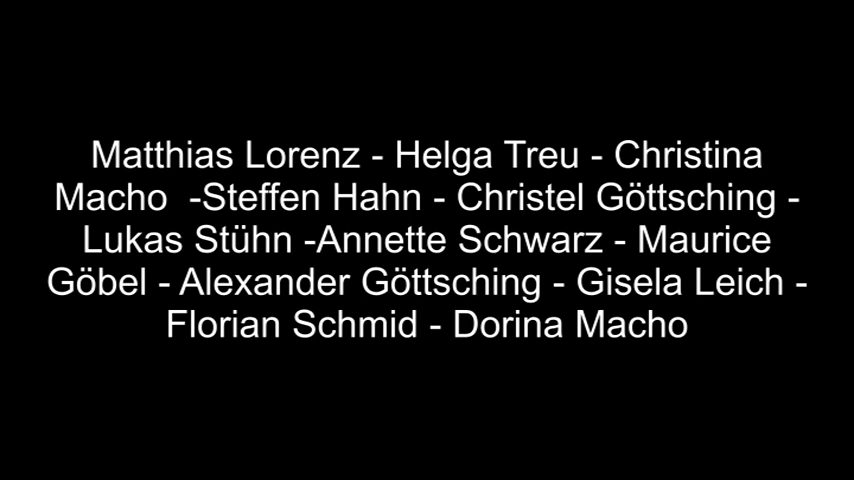 Matthias Lorenz - Helga Treu - Christina
Macho  -Steffen Hahn - Christel Göttsching -
Lukas Stühn -Annette Schwarz - Maurice
Göbel - Alexander Göttsching - Gisela Leich -
Florian Schmid - Dorina Macho